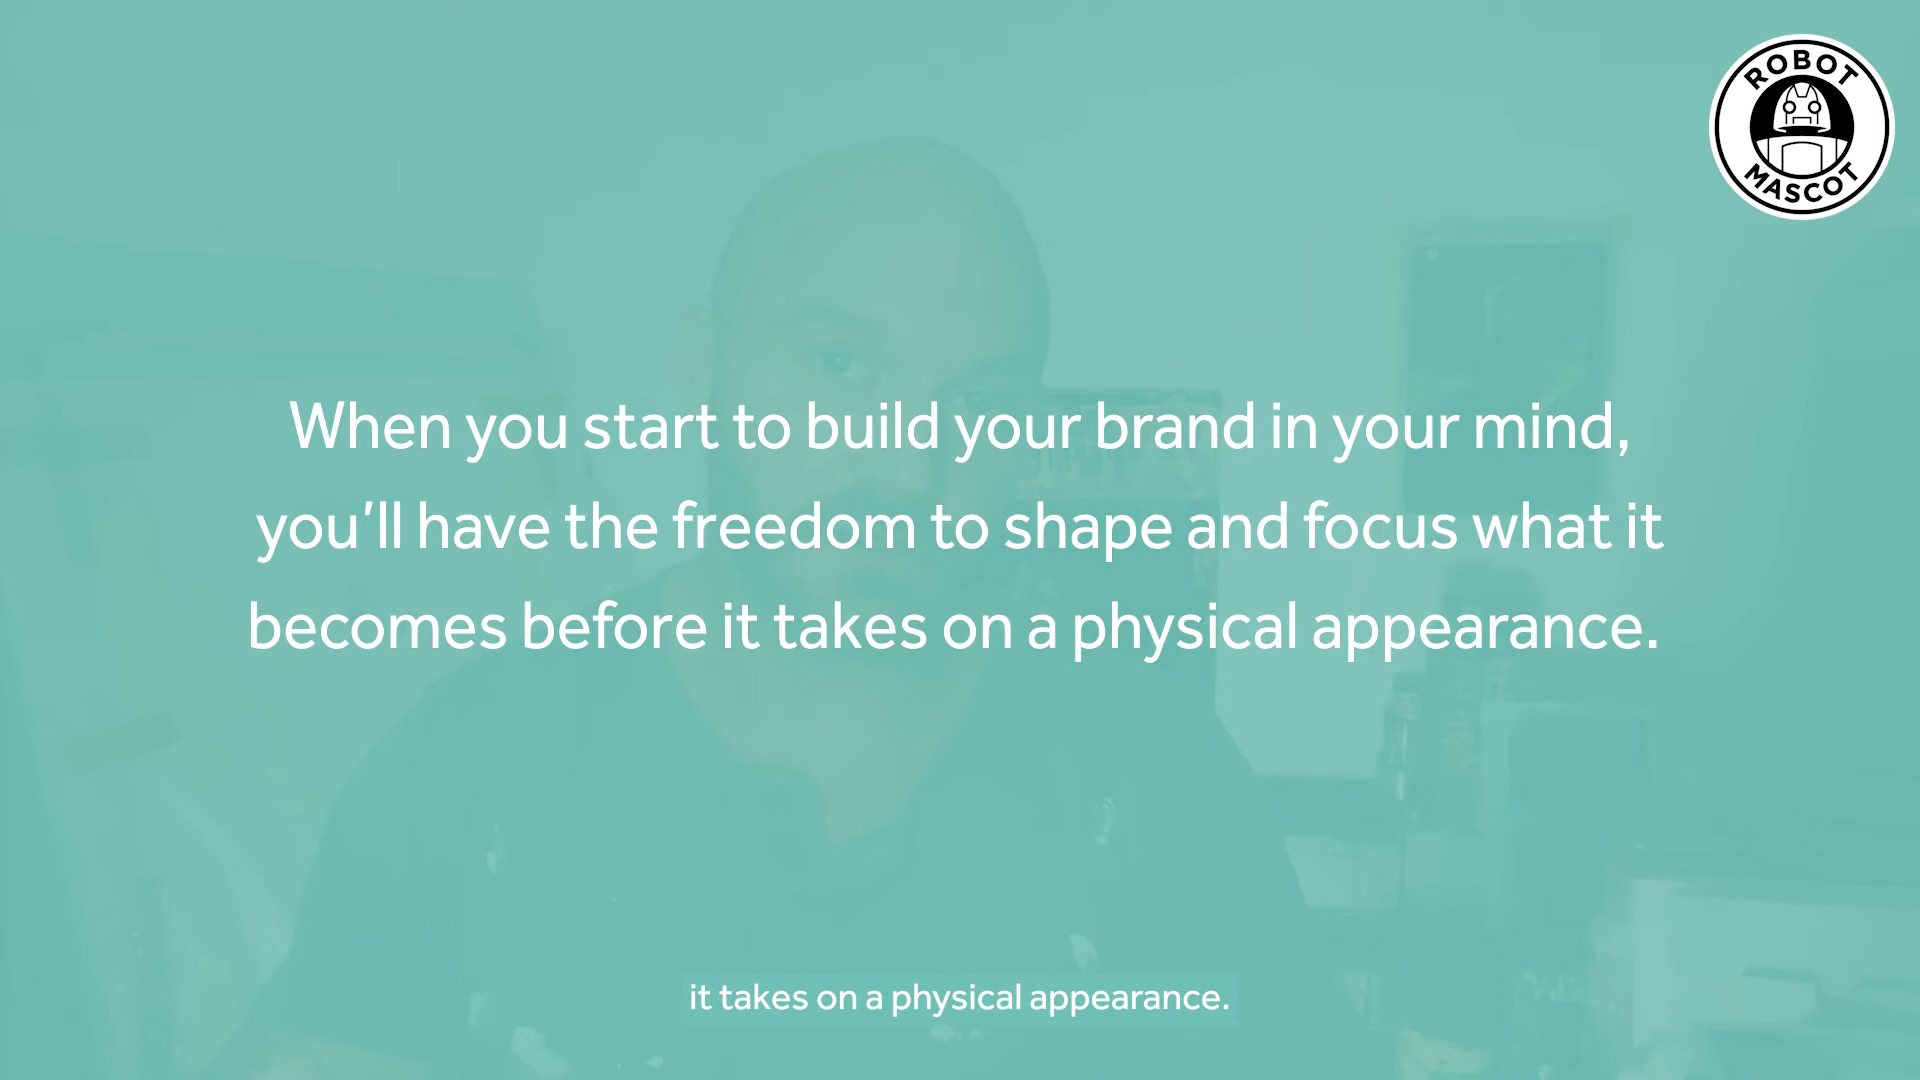 ROBOT
MASCOT
When you start to build your brand in your mind,
you'll have the freedom to shape and focus what it
becomes before it takes on a physical appearance.
it takes on a physical appearance.